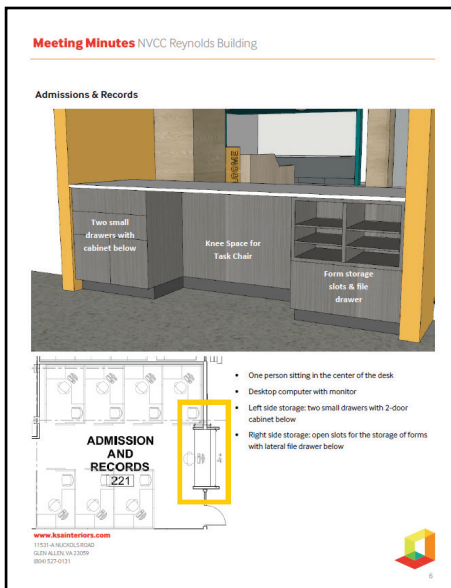 Meeting Minutes NVCC Reynolds Building
Admissions & Records
WELCOME
Two small
drawers with
cabinet below
Knee Space for
Task Chair
Form storage
slots & file
drawer
• One person sitting in the center of the desk
• Desktop computer with monitor
• Left side storage: two small drawers with 2-door
cabinet below
• Right side storage: open slots for the storage of forms
with lateral file drawer below
ADMISSION
AND
RECORDS
221
www.ksainteriors.com
11531-A NUCKOLS ROAD
GLEN ALLEN, VA 23059
(804) 527-0131
6